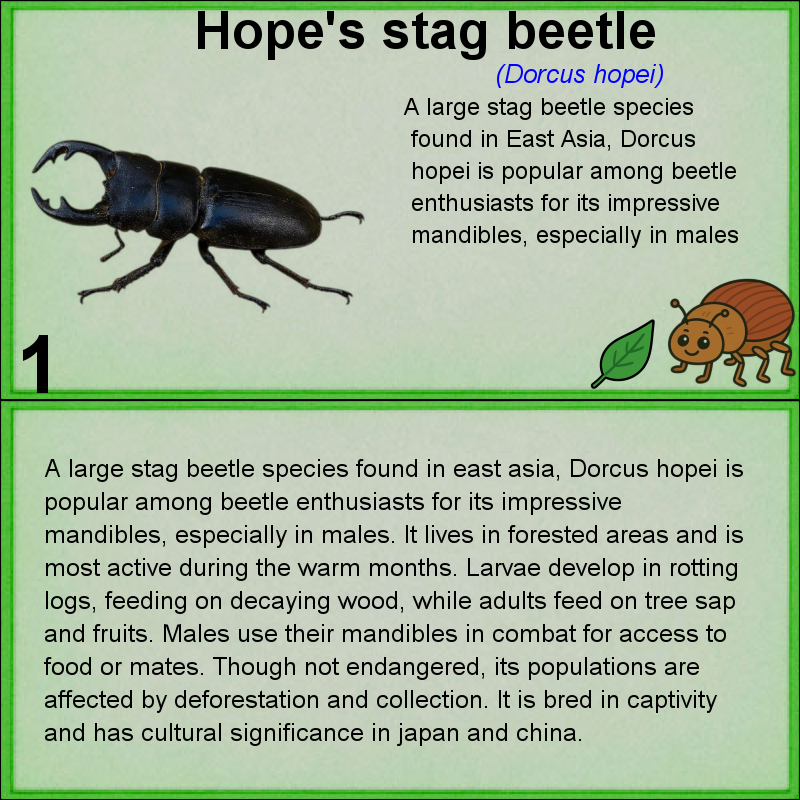 Hope's stag beetle
(Dorcus hopei)
A large stag beetle species
found in East Asia, Dorcus
hopei is popular among beetle
enthusiasts for its impressive
mandibles, especially in males
1
A large stag beetle species found in east asia, Dorcus hopei is
popular among beetle enthusiasts for its impressive
mandibles, especially in males. It lives in forested areas and is
most active during the warm months. Larvae develop in rotting
logs, feeding on decaying wood, while adults feed on tree sap
and fruits. Males use their mandibles in combat for access to
food or mates. Though not endangered, its populations are
affected by deforestation and collection. It is bred in captivity
and has cultural significance in japan and china.